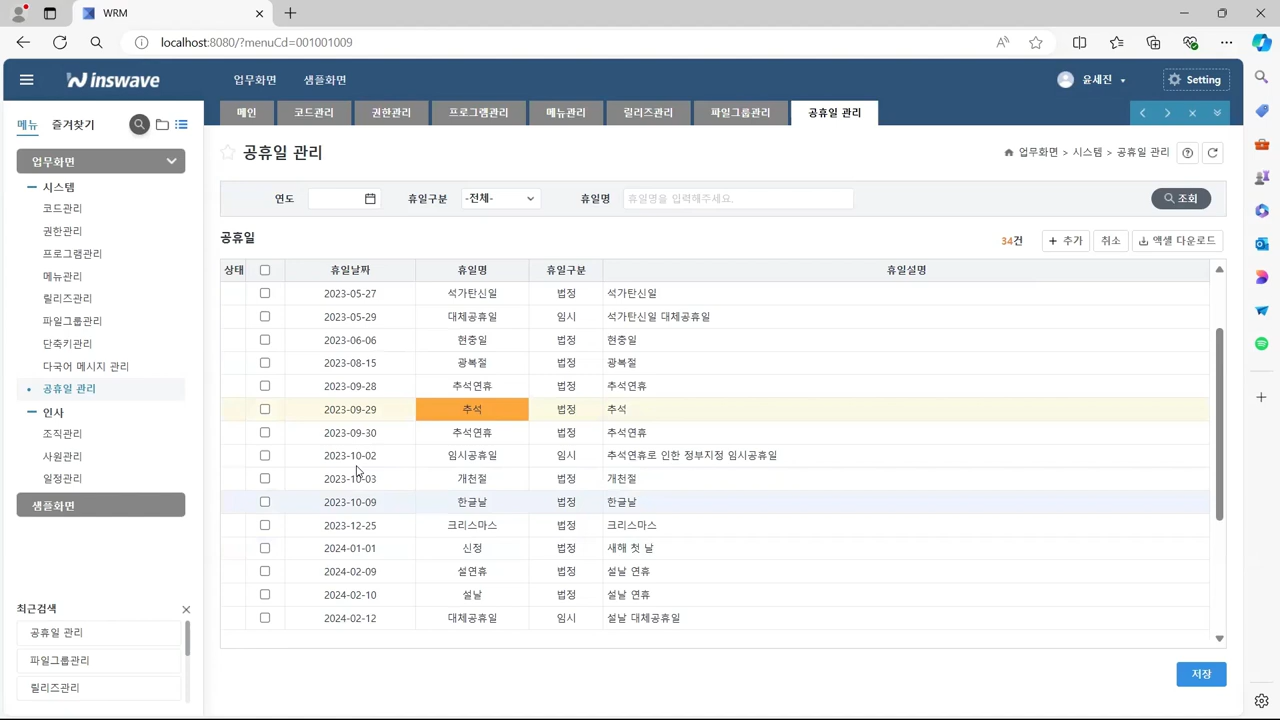 WRM
localhost:8080/?menuCd=001001009
inswave
업무화면
샘플화면
윤세진
Setting
메뉴
즐겨찾기
메인
코드관리
권한관리
프로그램관리
메뉴관리
릴리즈관리
파일그룹관리
공휴일 관리
업무화면
시스템
코드관리
권한관리
프로그램관리
메뉴관리
릴리즈관리
파일그룹관리
단축키관리
다국어 메시지 관리
공휴일 관리
인사
조직관리
사원관리
일정관리
샘플화면
최근검색
공휴일 관리
파일그룹관리
릴리즈관리
공휴일 관리
업무화면 > 시스템 > 공휴일 관리
연도
휴일구분 -전체-
휴일명 휴일명을 입력해주세요.
조회
공휴일
34건
추가
취소
엑셀 다운로드
상태 휴일날짜 휴일명 휴일구분 휴일설명
2023-05-27 석가탄신일 법정 석가탄신일
2023-05-29 대체공휴일 임시 석가탄신일 대체공휴일
2023-06-06 현충일 법정 현충일
2023-08-15 광복절 법정 광복절
2023-09-28 추석연휴 법정 추석연휴
2023-09-29 추석 법정 추석
2023-09-30 추석연휴 법정 추석연휴
2023-10-02 임시공휴일 임시 추석연휴로 인한 정부지정 임시공휴일
2023-10-03 개천절 법정 개천절
2023-10-09 한글날 법정 한글날
2023-12-25 크리스마스 법정 크리스마스
2024-01-01 신정 법정 새해 첫 날
2024-02-09 설연휴 법정 설날 연휴
2024-02-10 설날 법정 설날 연휴
2024-02-12 대체공휴일 임시 설날 대체공휴일
저장